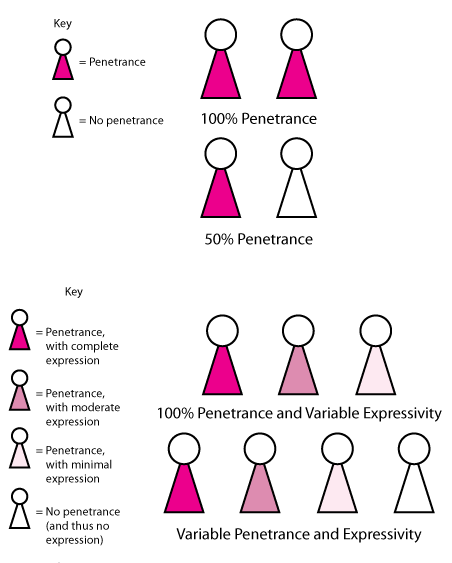 Key
= Penetrance
= No penetrance
100% Penetrance
50% Penetrance
Key
= Penetrance,
with complete
expression
= Penetrance,
with moderate
expression
= Penetrance,
with minimal
expression
= No penetrance
(and thus no
expression)
100% Penetrance and Variable Expressivity
Variable Penetrance and Expressivity